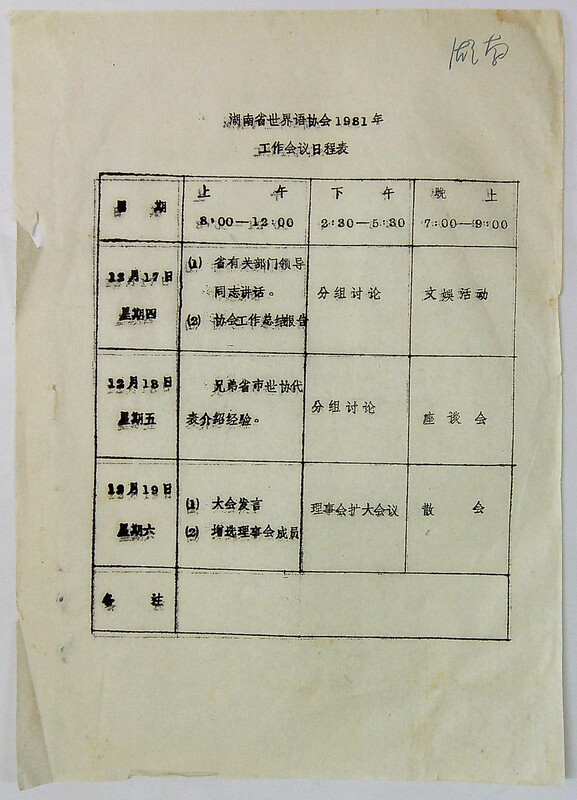 湖南
湖南省世界语协会1981年
工作会议日程表
星 期
上 午
8:00—12:00
下 午
2:30—5:30
晚 上
7:00—9:00
12月17日
星期四
(1) 省有关部门领导
同志讲话。
(2) 协会工作总结报告
分组讨论
文娱活动
12月18日
星期五
兄弟省市世协代
表介绍经验。
分组讨论
座谈会
12月19日
星期六
(1) 大会发言
(2) 增选理事会成员
理事会扩大会议
散 会
备 注